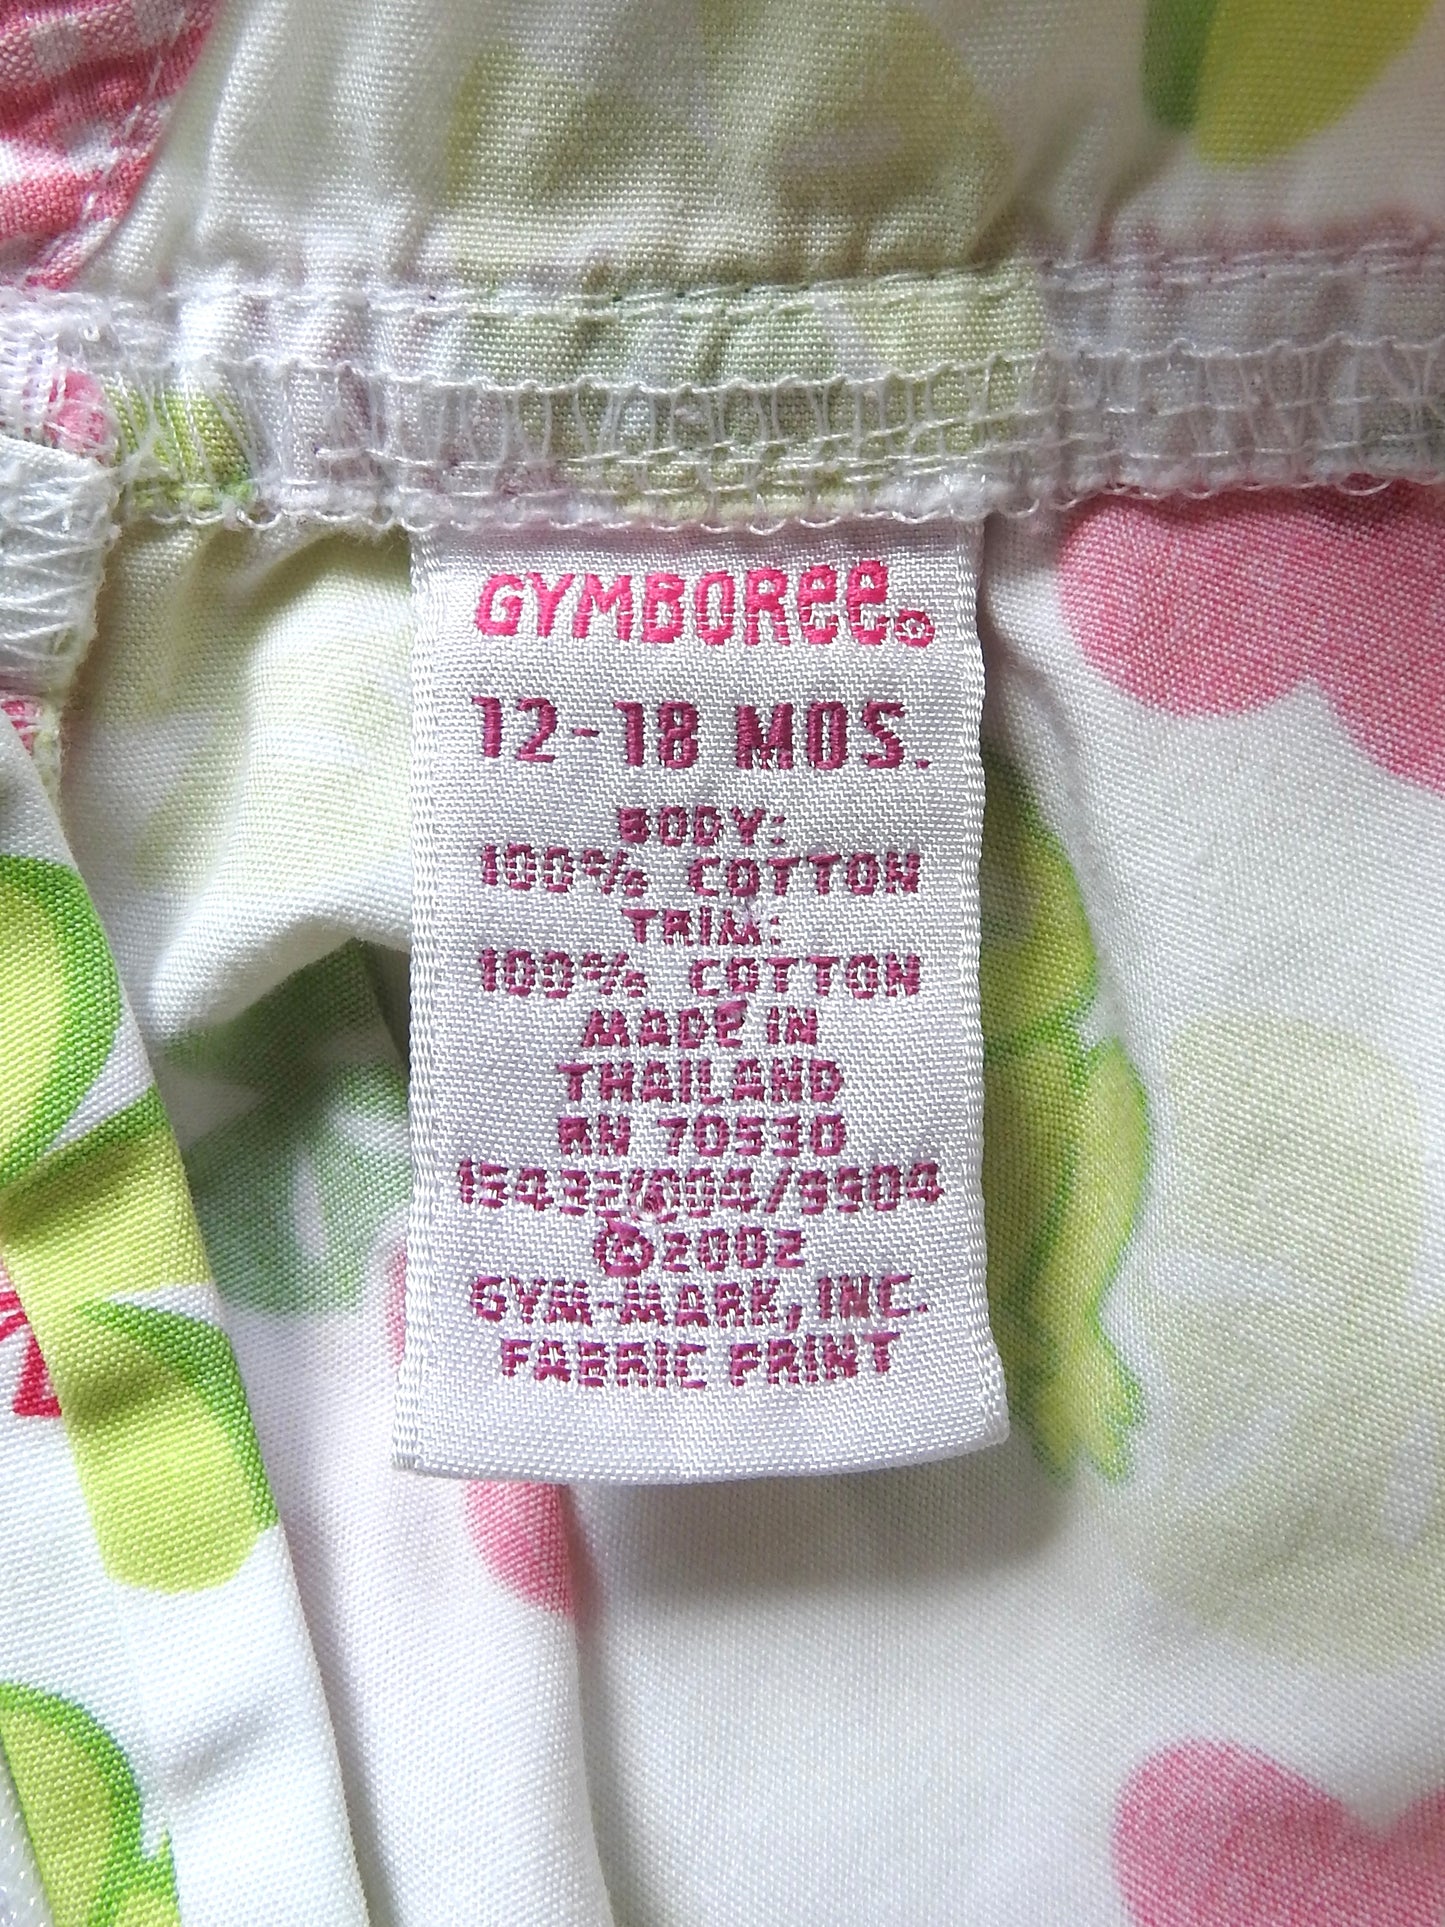 GYMBOREE®
12-18 MOS.
BODY:
100% COTTON
TRIM:
100% COTTON
MADE IN
THAILAND
RN 70530
©2002
GYM-MARK, INC.
FABRIC PRINT